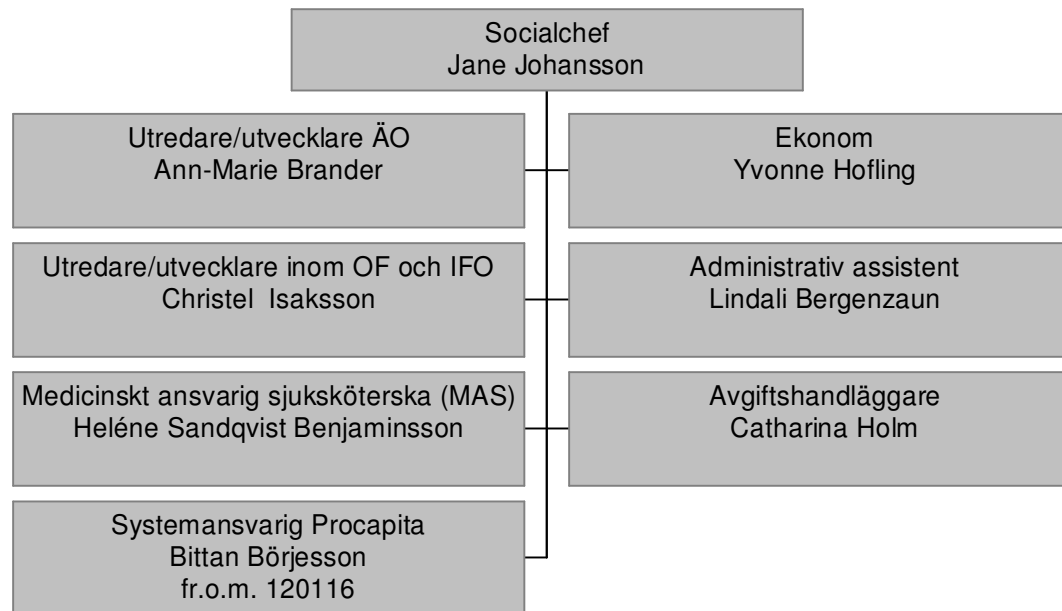 Socialchef
Jane Johansson
Utredare/utvecklare ÄO
Ann-Marie Brander
Ekonom
Yvonne Hofling
Utredare/utvecklare inom OF och IFO
Christel Isaksson
Administrativ assistent
Lindali Bergenzaun
Medicinskt ansvarig sjuksköterska (MAS)
Heléne Sandqvist Benjaminsson
Avgiftshandläggare
Catharina Holm
Systemansvarig Procapita
Bittan Börjesson
fr.o.m. 120116